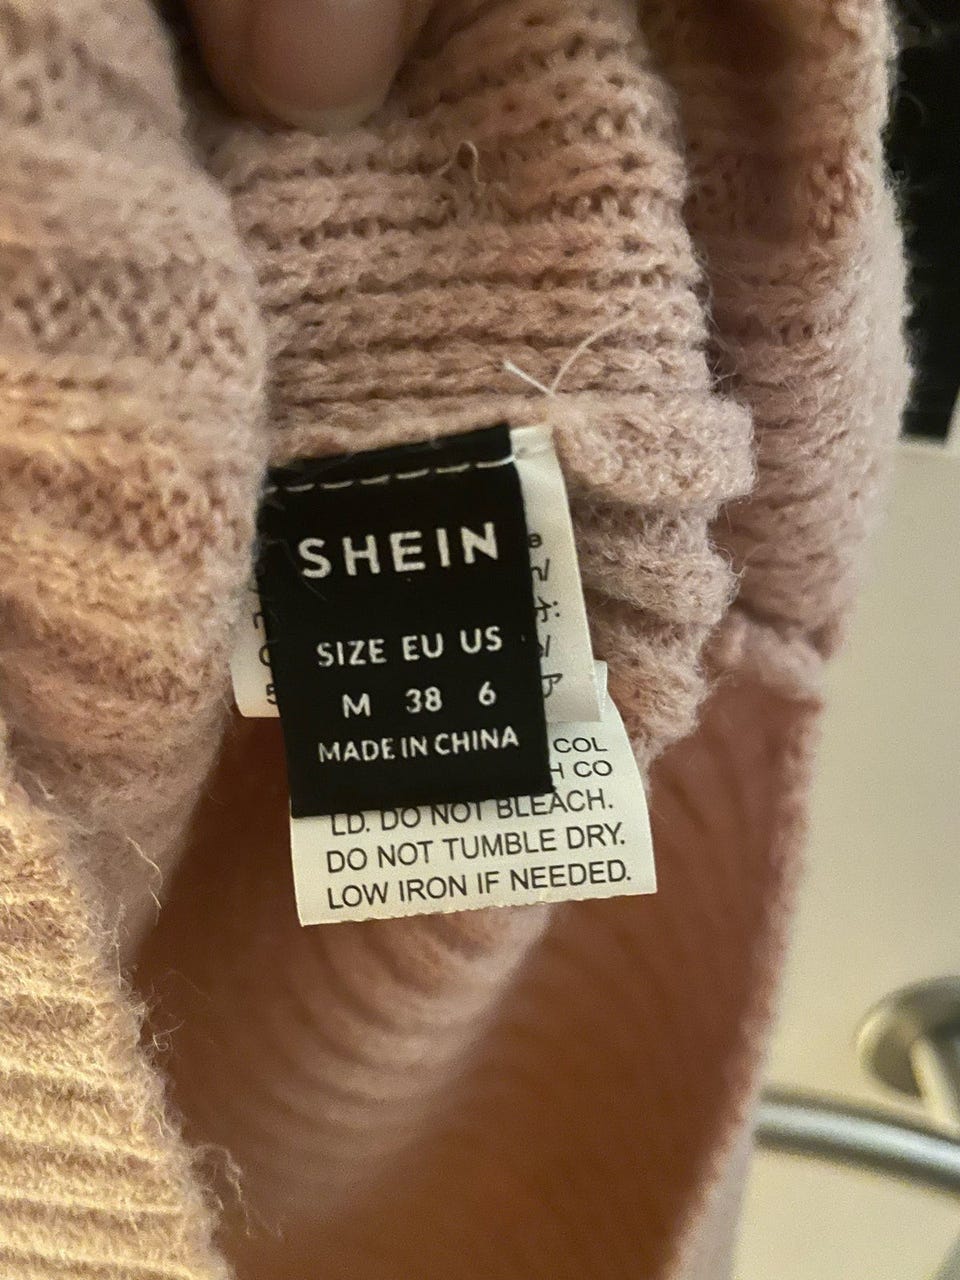 SHEIN
SIZE EU US
M 38 6
MADE IN CHINA
COL
H CO
LD. DO NOT BLEACH.
DO NOT TUMBLE DRY.
LOW IRON IF NEEDED.